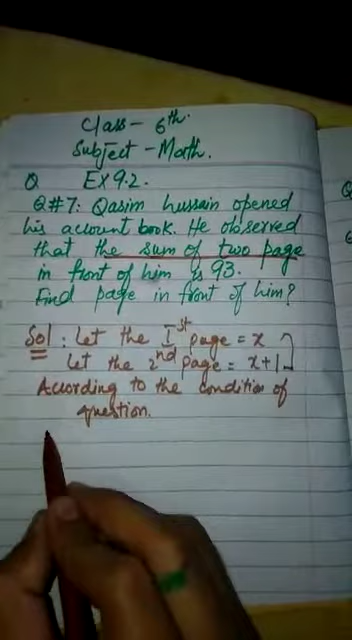 Class - 6th.
Subject - Math.
Q EX 9.2.
Q#7: Qasim hussain opened
his account book. He observed
that the sum of two page
in front of him is 93.
Find page in front of him?
Sol: Let the Ist page = x
Let the 2nd page = x+1
According to the condition of
question.